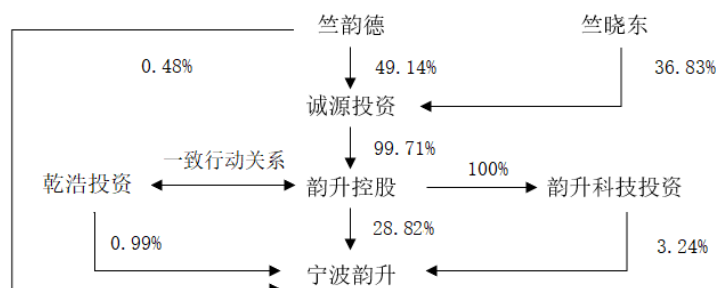 竺韵德
竺晓东
0.48%
49.14%
36.83%
诚源投资
99.71%
一致行动关系
乾浩投资
韵升控股
100%
韵升科技投资
28.82%
0.99%
3.24%
宁波韵升